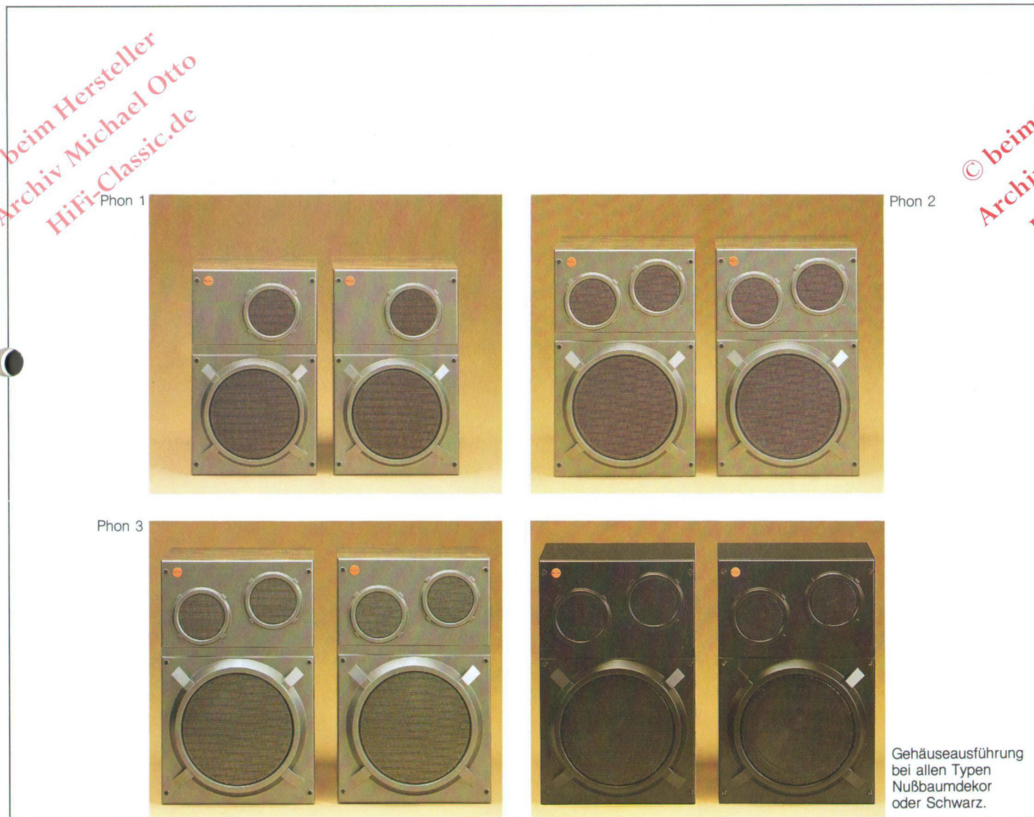 beim Hersteller
Archiv Michael Otto
HiFi-Classic.de
© beim
Archi
Phon 1
Phon 2
Phon 3
Gehäuseausführung
bei allen Typen
Nußbaumdekor
oder Schwarz.